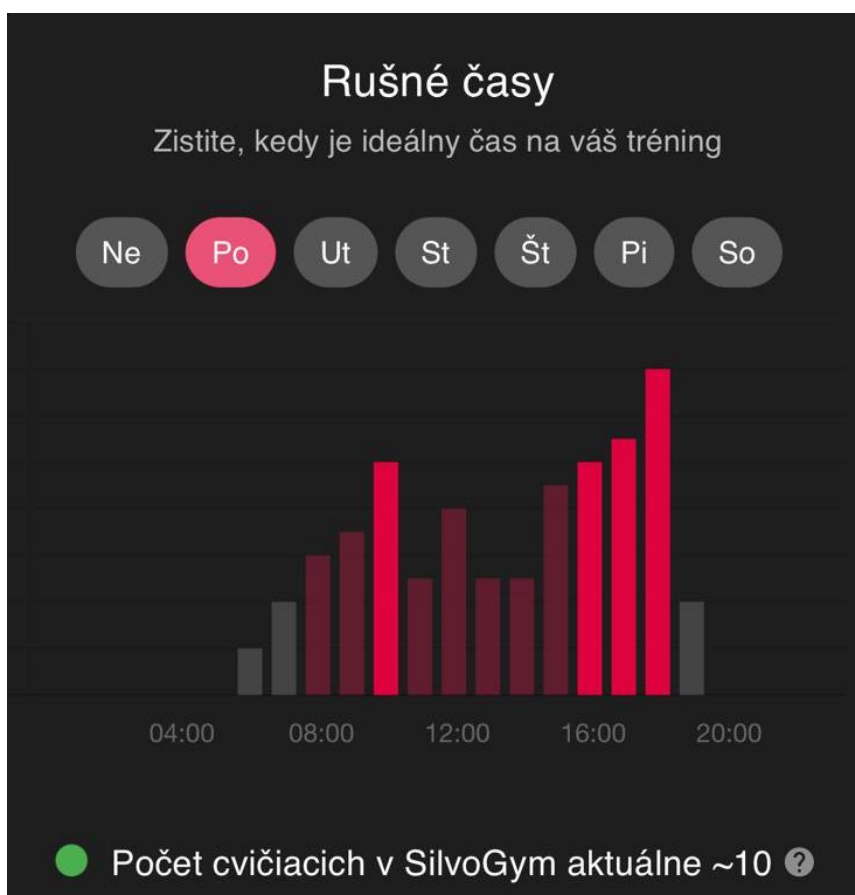 Rušné časy
Zistite, kedy je ideálny čas na váš tréning
Ne Po Ut St Št Pi So
04:00 08:00 12:00 16:00 20:00
Počet cvičiacich v SilvoGym aktuálne ~10 ?